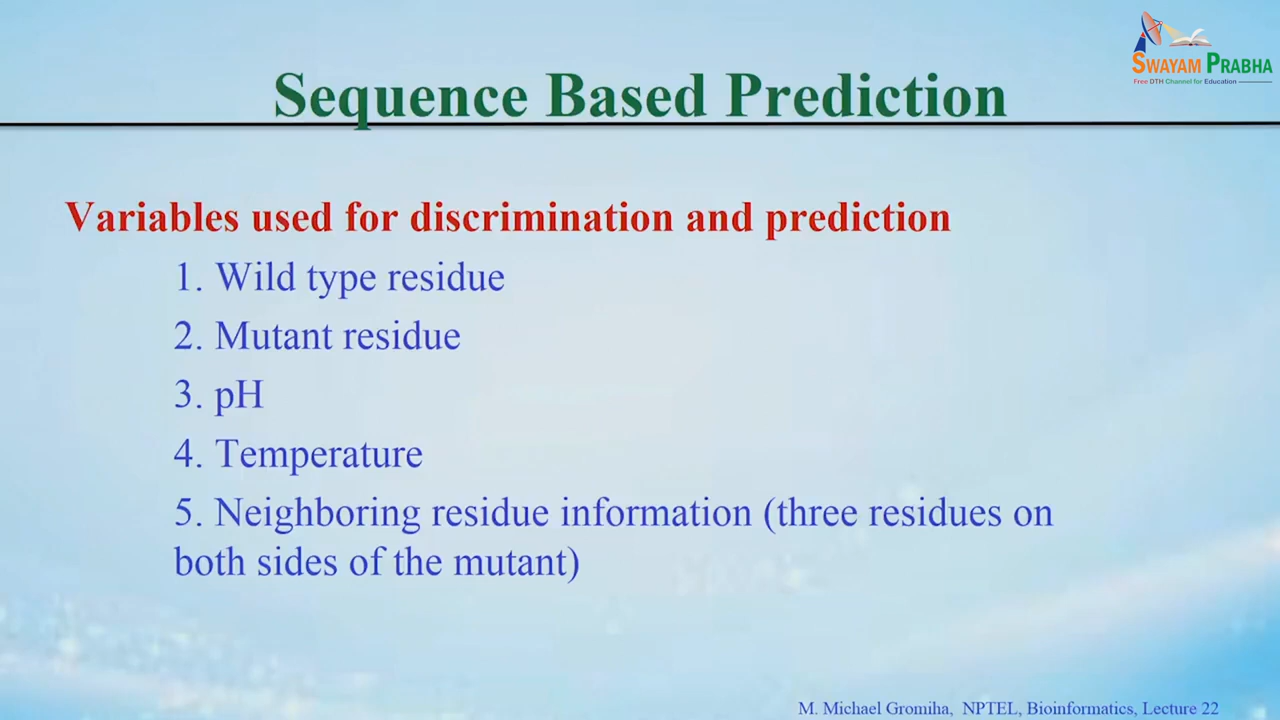 SWAYAM PRABHA
Free DTH Channel for Education
Sequence Based Prediction
Variables used for discrimination and prediction
1. Wild type residue
2. Mutant residue
3. pH
4. Temperature
5. Neighboring residue information (three residues on
both sides of the mutant)
M. Michael Gromiha, NPTEL, Bioinformatics, Lecture 22